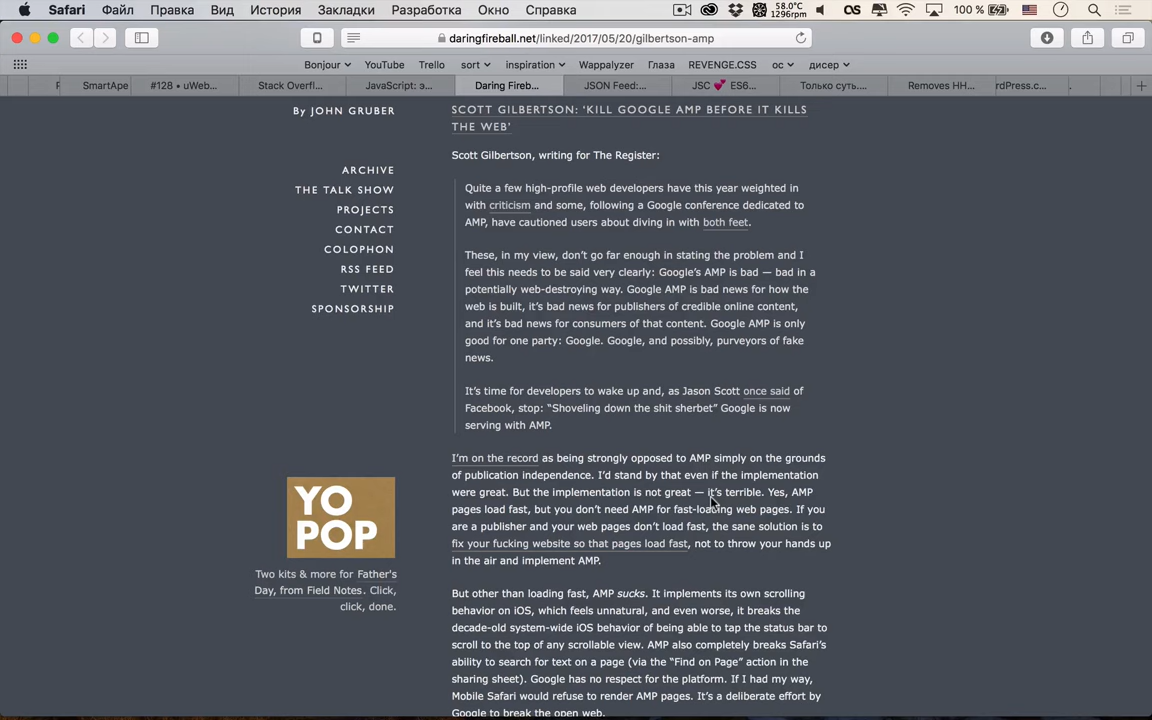 Safari Файл Правка Вид История Закладки Разработка Окно Справка 58.0°C 1296rpm 100 %
daringfireball.net/linked/2017/05/20/gilbertson-amp
Bonjour YouTube Trello sort inspiration Wappalyzer Глаза REVENGE.CSS ос дисер
SmartApe #128 • uWeb... Stack Overfl... JavaScript: э... Daring Fireb... JSON Feed:... JSC 💕 ES6... Только суть.... Removes HH... rdPress.c...
By JOHN GRUBER
ARCHIVE
THE TALK SHOW
PROJECTS
CONTACT
COLOPHON
RSS FEED
TWITTER
SPONSORSHIP
YO
POP
Two kits & more for Father's
Day, from Field Notes. Click,
click, done.
SCOTT GILBERTSON: ‘KILL GOOGLE AMP BEFORE IT KILLS
THE WEB’
Scott Gilbertson, writing for The Register:
Quite a few high-profile web developers have this year weighted in
with criticism and some, following a Google conference dedicated to
AMP, have cautioned users about diving in with both feet.
These, in my view, don’t go far enough in stating the problem and I
feel this needs to be said very clearly: Google’s AMP is bad — bad in a
potentially web-destroying way. Google AMP is bad news for how the
web is built, it’s bad news for publishers of credible online content,
and it’s bad news for consumers of that content. Google AMP is only
good for one party: Google. Google, and possibly, purveyors of fake
news.
It’s time for developers to wake up and, as Jason Scott once said of
Facebook, stop: “Shoveling down the shit sherbet” Google is now
serving with AMP.
I’m on the record as being strongly opposed to AMP simply on the grounds
of publication independence. I’d stand by that even if the implementation
were great. But the implementation is not great — it’s terrible. Yes, AMP
pages load fast, but you don’t need AMP for fast-loading web pages. If you
are a publisher and your web pages don’t load fast, the sane solution is to
fix your fucking website so that pages load fast, not to throw your hands up
in the air and implement AMP.
But other than loading fast, AMP sucks. It implements its own scrolling
behavior on iOS, which feels unnatural, and even worse, it breaks the
decade-old system-wide iOS behavior of being able to tap the status bar to
scroll to the top of any scrollable view. AMP also completely breaks Safari’s
ability to search for text on a page (via the “Find on Page” action in the
sharing sheet). Google has no respect for the platform. If I had my way,
Mobile Safari would refuse to render AMP pages. It’s a deliberate effort by
Google to break the open web.